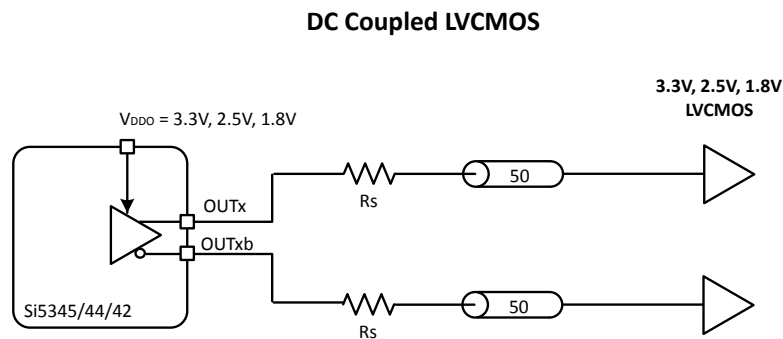 DC Coupled LVCMOS
3.3V, 2.5V, 1.8V
LVCMOS
VDDO = 3.3V, 2.5V, 1.8V
OUTx
Rs
50
OUTxb
Si5345/44/42
Rs
50